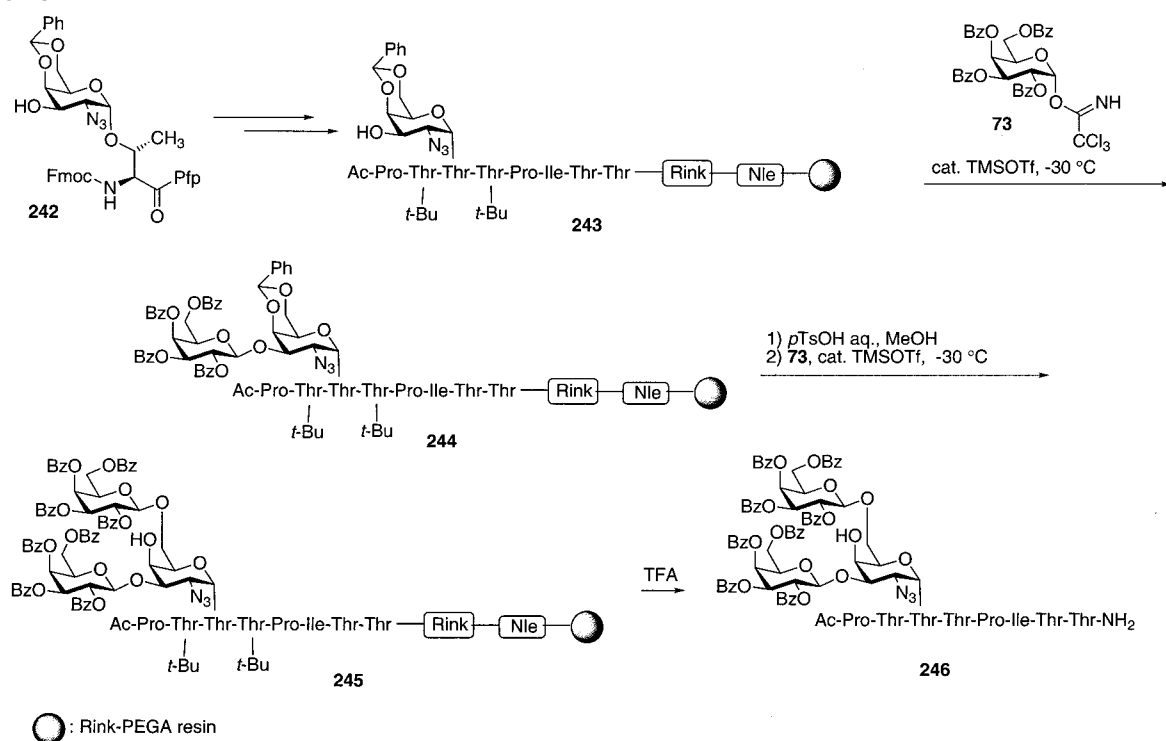 Ph
O
O
O
HO
N3
O
CH3
Fmoc
N
H
Pfp
O
242
Ph
O
O
O
HO
N3
Ac-Pro-Thr-Thr-Thr-Pro-Ile-Thr-Thr
Rink
Nle
t-Bu
t-Bu
243
BzO
OBz
O
BzO
BzO
O
NH
CCl3
73
cat. TMSOTf, -30 °C
Ph
O
O
O
BzO
OBz
O
BzO
BzO
O
N3
Ac-Pro-Thr-Thr-Thr-Pro-Ile-Thr-Thr
Rink
Nle
t-Bu
t-Bu
244
1) pTsOH aq., MeOH
2) 73, cat. TMSOTf, -30 °C
BzO
OBz
O
BzO
BzO
O
BzO
OBz
HO
O
O
BzO
BzO
O
N3
Ac-Pro-Thr-Thr-Thr-Pro-Ile-Thr-Thr
Rink
Nle
t-Bu
t-Bu
245
TFA
BzO
OBz
O
BzO
BzO
O
BzO
OBz
HO
O
O
BzO
BzO
O
N3
Ac-Pro-Thr-Thr-Thr-Pro-Ile-Thr-Thr-NH2
246
: Rink-PEGA resin